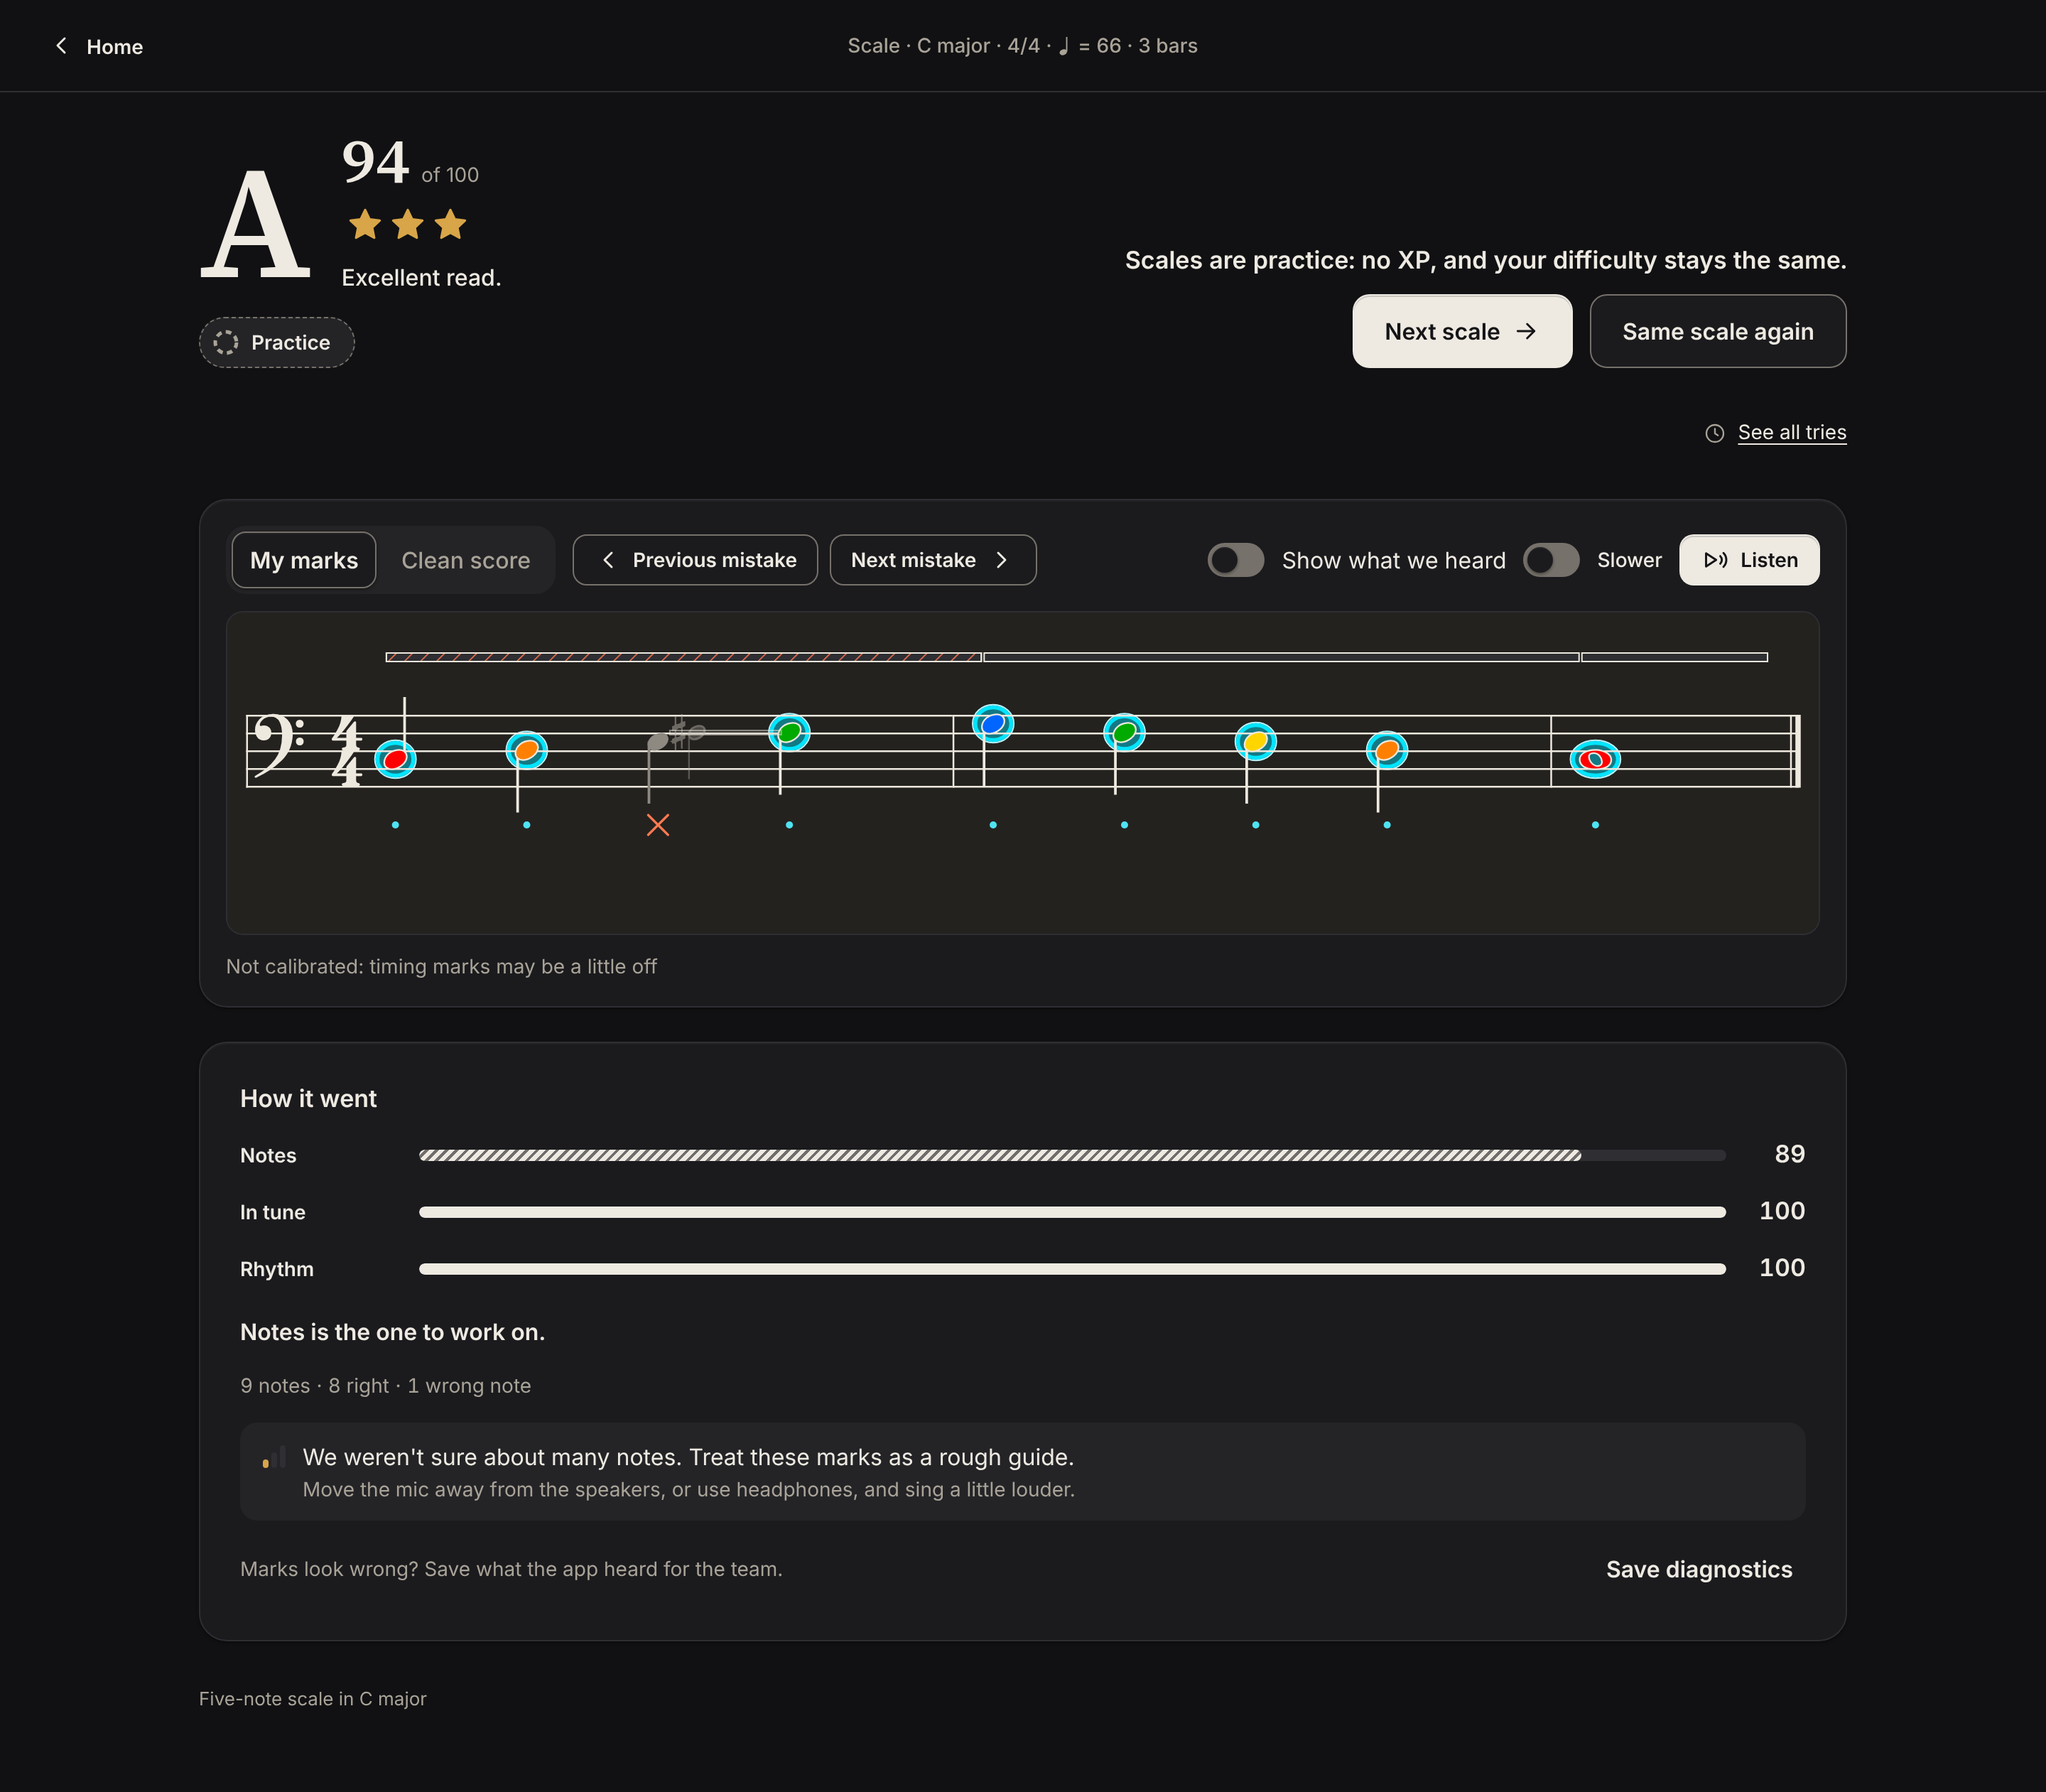 Home
Scale · C major · 4/4 · ♩ = 66 · 3 bars
A
94 of 100
Excellent read.
Practice
Scales are practice: no XP, and your difficulty stays the same.
Next scale →
Same scale again
See all tries
My marks
Clean score
Previous mistake
Next mistake
Show what we heard
Slower
Listen
4
4
Not calibrated: timing marks may be a little off
How it went
Notes 89
In tune 100
Rhythm 100
Notes is the one to work on.
9 notes · 8 right · 1 wrong note
We weren't sure about many notes. Treat these marks as a rough guide.
Move the mic away from the speakers, or use headphones, and sing a little louder.
Marks look wrong? Save what the app heard for the team.
Save diagnostics
Five-note scale in C major